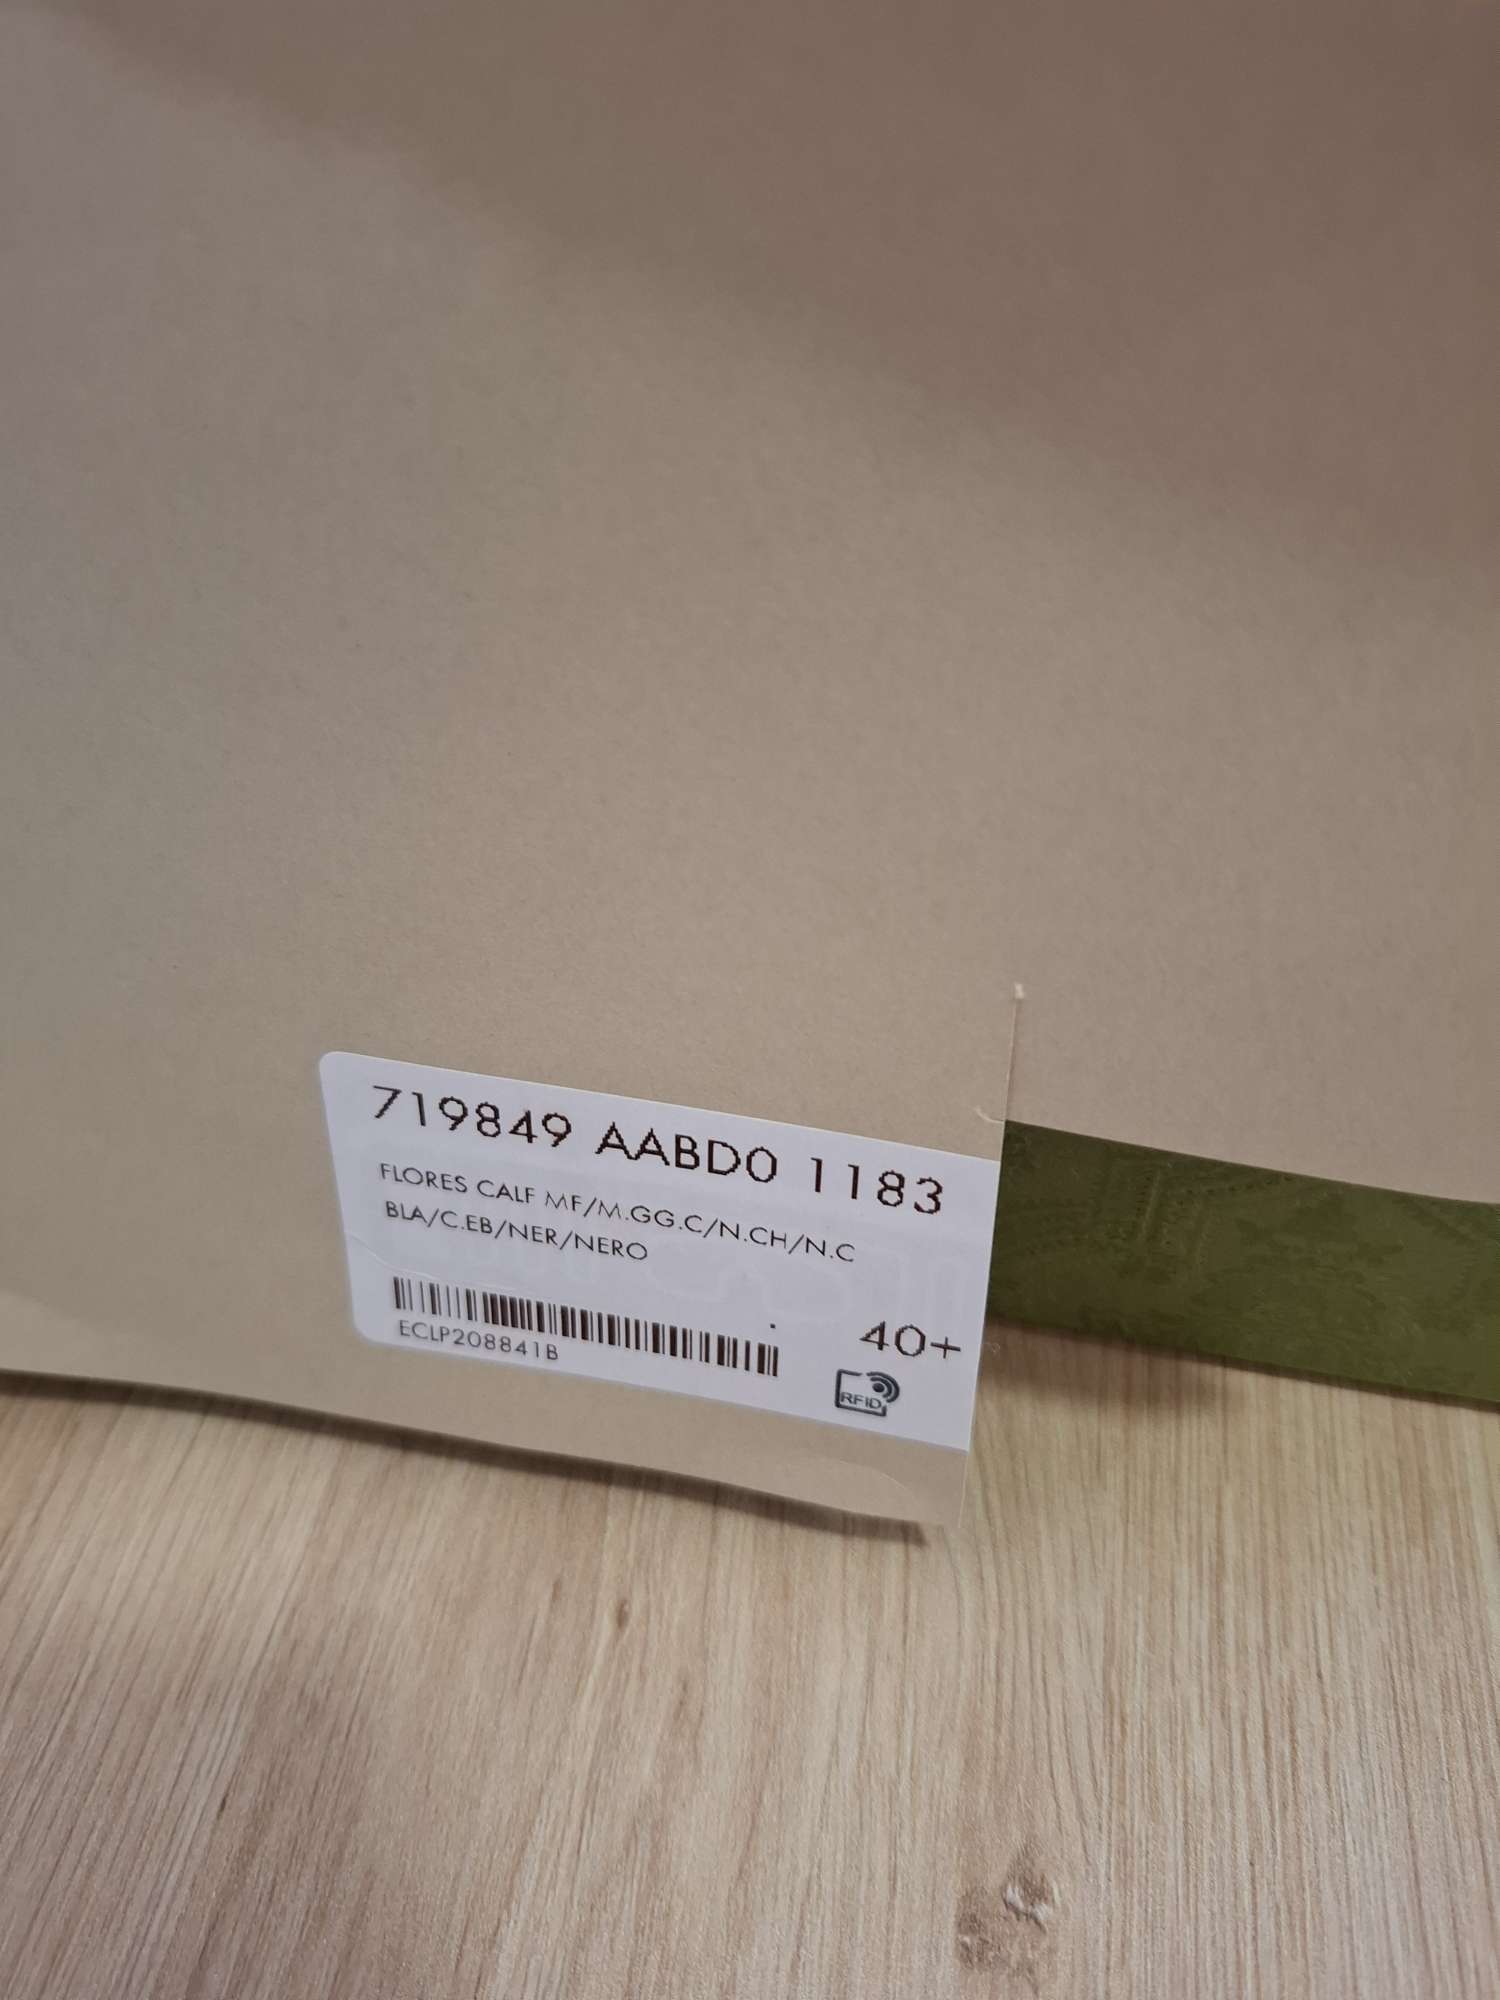 719849 AABD0 1183
FLORES CALF MF/M.GG.C/N.CH/N.C
BLA/C.EB/NER/NERO
40+
ECLP208841B
RFID